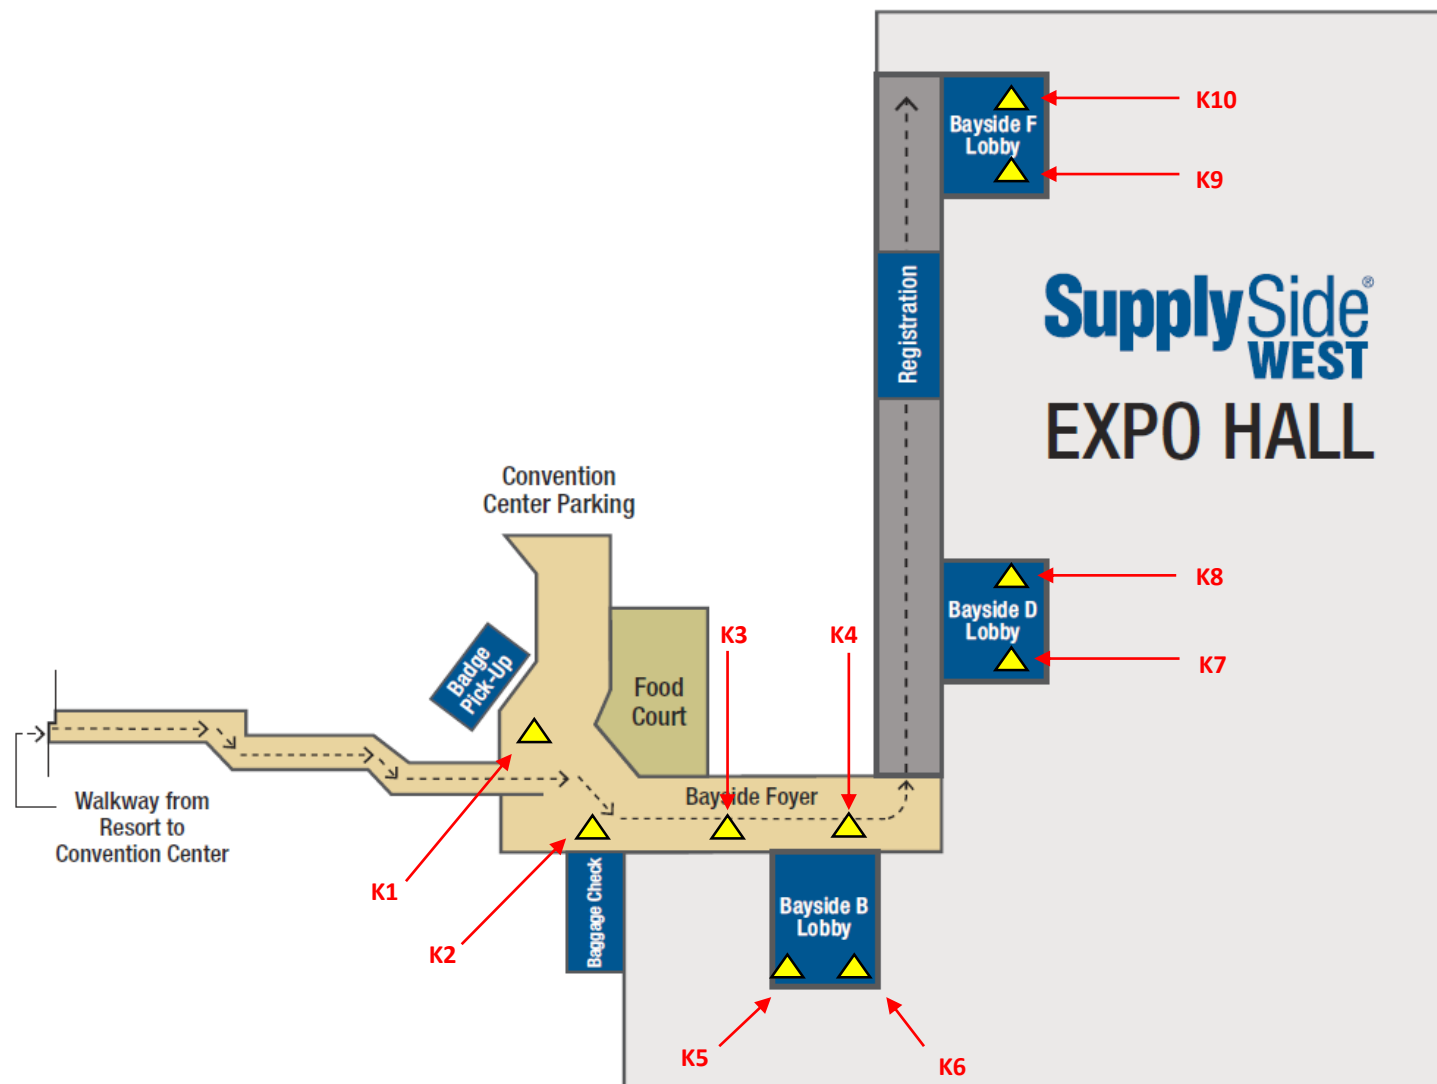 K10
Bayside F
Lobby
K9
Registration
SupplySide®
WEST
EXPO HALL
Convention
Center Parking
K8
Bayside D
Lobby
K7
K3
K4
Badge
Pick-Up
Food
Court
Walkway from
Resort to
Convention Center
Bayside Foyer
K1
K2
Baggage Check
Bayside B
Lobby
K5
K6